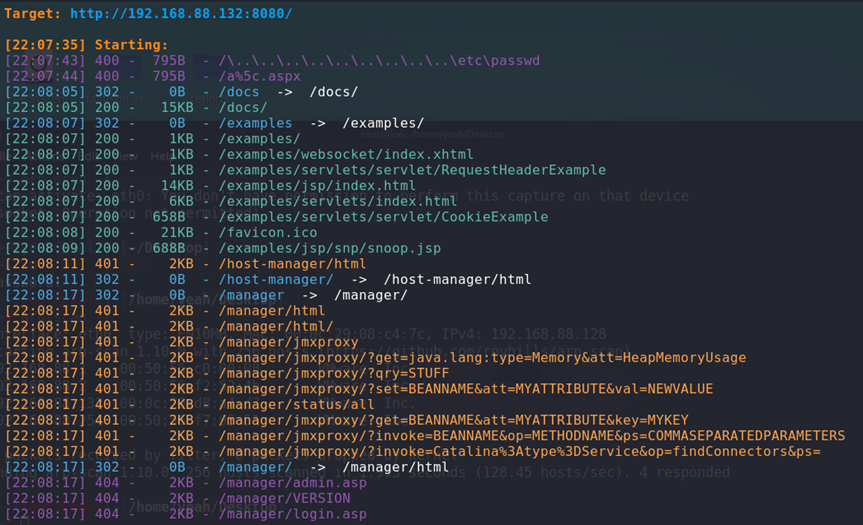 Target: http://192.168.88.132:8080/
[22:07:35] Starting:
[22:07:43] 400 -  795B  - /\..\..\..\..\..\..\..\..\..\etc\passwd
[22:07:44] 400 -  795B  - /a%5c.aspx
[22:08:05] 302 -    0B  - /docs  ->  /docs/
[22:08:05] 200 -   15KB - /docs/
[22:08:07] 302 -    0B  - /examples  ->  /examples/
[22:08:07] 200 -    1KB - /examples/
[22:08:07] 200 -    1KB - /examples/websocket/index.xhtml
[22:08:07] 200 -    1KB - /examples/servlets/servlet/RequestHeaderExample
[22:08:07] 200 -   14KB - /examples/jsp/index.html
[22:08:07] 200 -    6KB - /examples/servlets/index.html
[22:08:07] 200 -  658B  - /examples/servlets/servlet/CookieExample
[22:08:08] 200 -   21KB - /favicon.ico
[22:08:09] 200 -  688B  - /examples/jsp/snp/snoop.jsp
[22:08:11] 401 -    2KB - /host-manager/html
[22:08:11] 302 -    0B  - /host-manager/  ->  /host-manager/html
[22:08:17] 302 -    0B  - /manager  ->  /manager/
[22:08:17] 401 -    2KB - /manager/html
[22:08:17] 401 -    2KB - /manager/html/
[22:08:17] 401 -    2KB - /manager/jmxproxy
[22:08:17] 401 -    2KB - /manager/jmxproxy/?get=java.lang:type=Memory&att=HeapMemoryUsage
[22:08:17] 401 -    2KB - /manager/jmxproxy/?qry=STUFF
[22:08:17] 401 -    2KB - /manager/jmxproxy/?set=BEANNAME&att=MYATTRIBUTE&val=NEWVALUE
[22:08:17] 401 -    2KB - /manager/status/all
[22:08:17] 401 -    2KB - /manager/jmxproxy/?get=BEANNAME&att=MYATTRIBUTE&key=MYKEY
[22:08:17] 401 -    2KB - /manager/jmxproxy/?invoke=BEANNAME&op=METHODNAME&ps=COMMASEPARATEDPARAMETERS
[22:08:17] 401 -    2KB - /manager/jmxproxy/?invoke=Catalina%3Atype%3DService&op=findConnectors&ps=
[22:08:17] 302 -    0B  - /manager/  ->  /manager/html
[22:08:17] 404 -    2KB - /manager/admin.asp
[22:08:17] 404 -    2KB - /manager/VERSION
[22:08:17] 404 -    2KB - /manager/login.asp